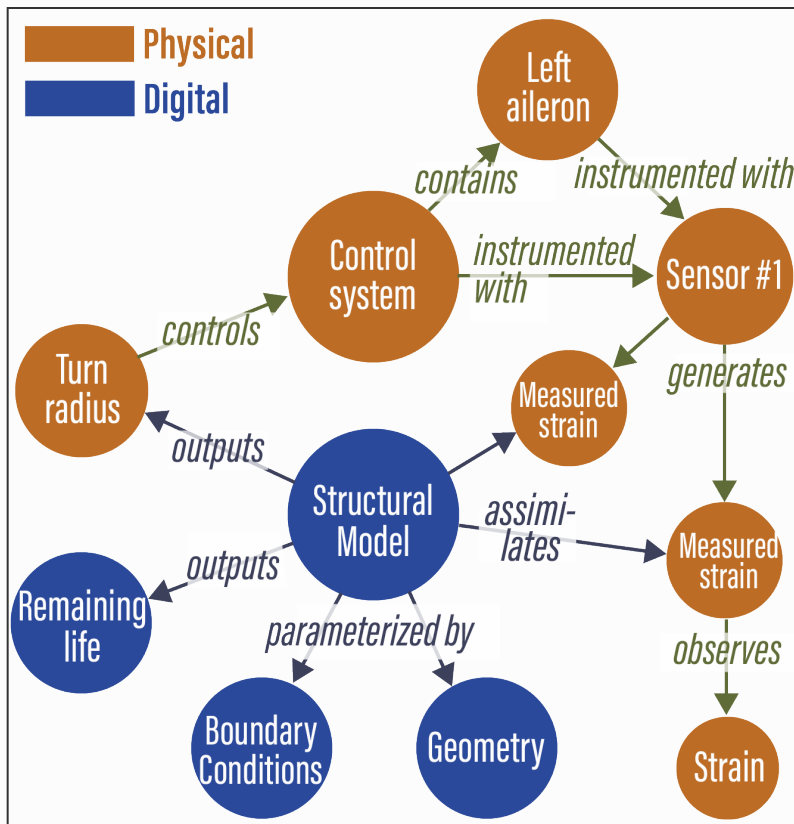 Physical
Digital
Left
aileron
contains
instrumented with
Control
system
instrumented
with
Sensor #1
controls
Turn
radius
generates
Measured
strain
outputs
Structural
Model
assimi-
lates
Measured
strain
outputs
Remaining
life
parameterized by
observes
Boundary
Conditions
Geometry
Strain